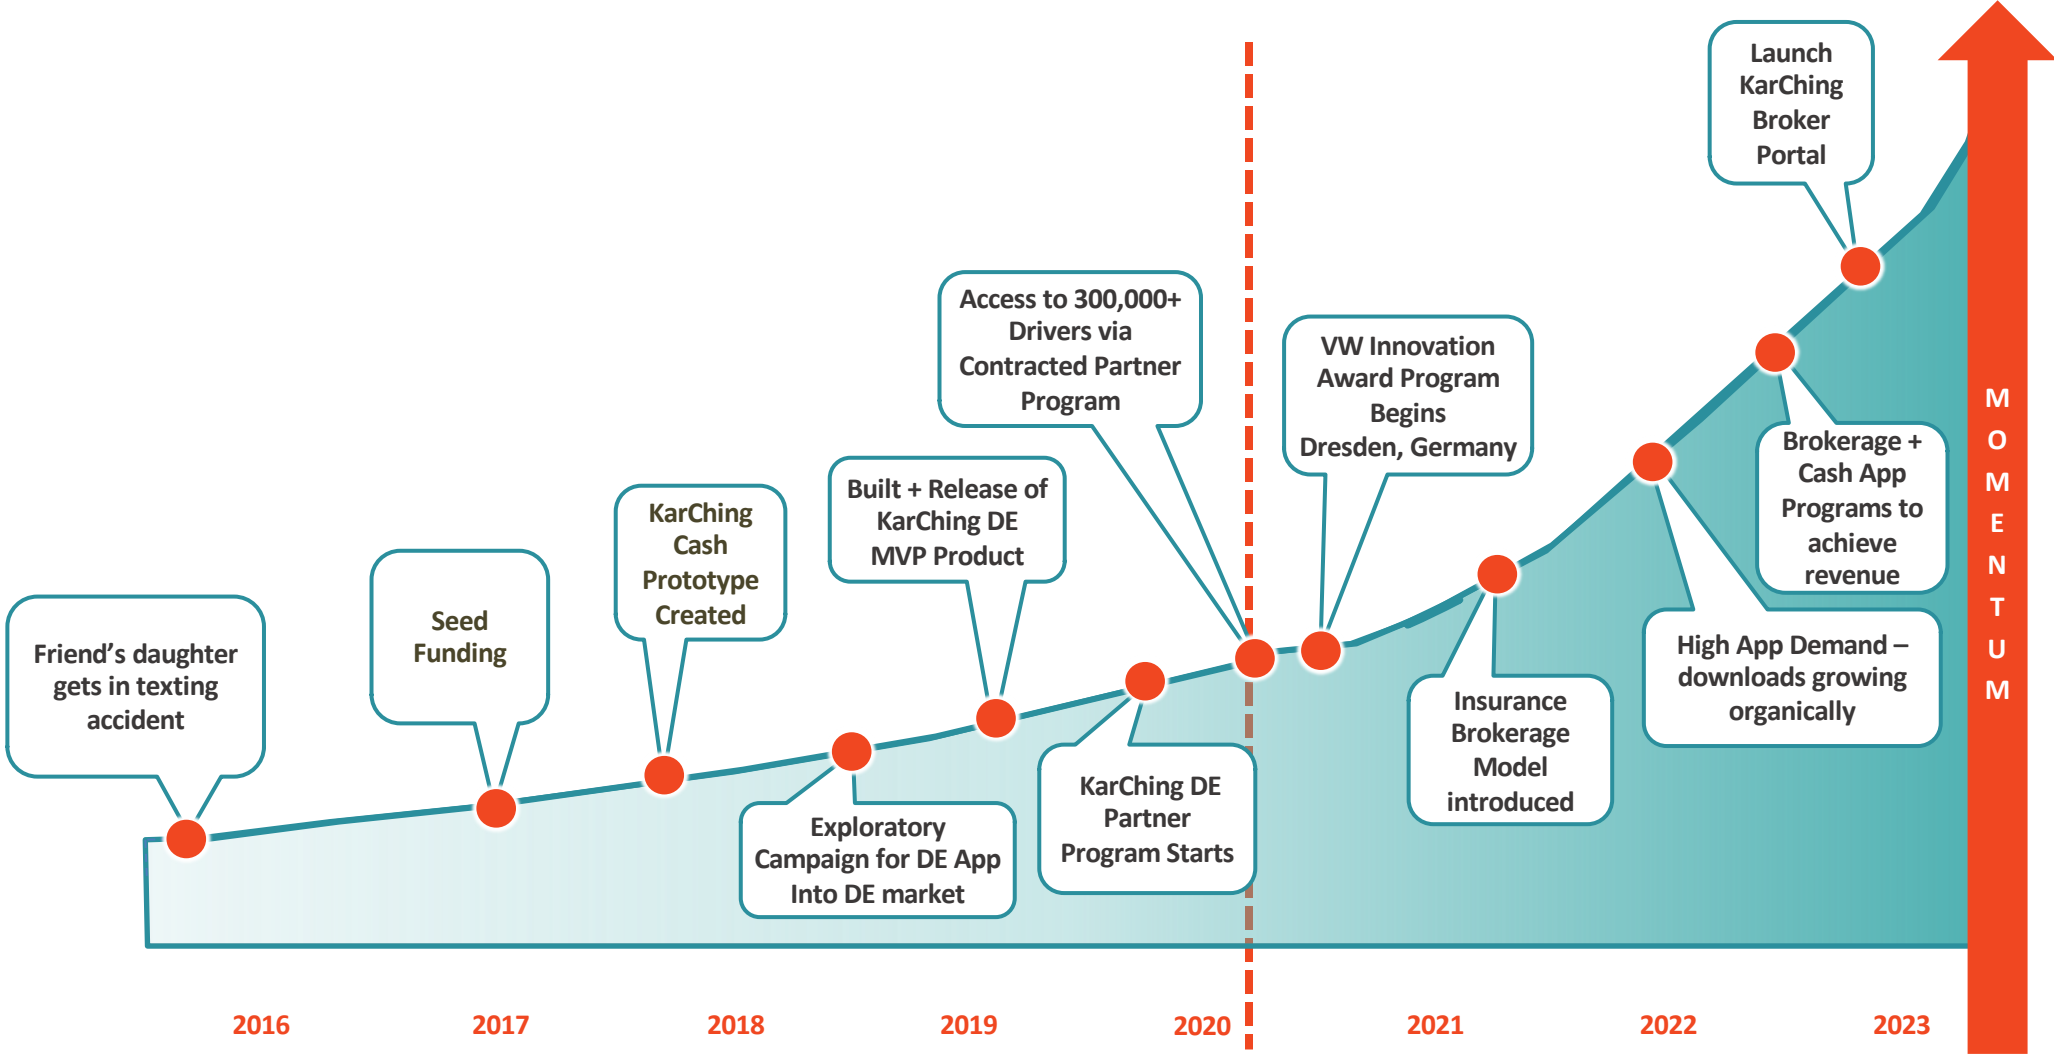 Friend’s daughter
gets in texting
accident
Seed
Funding
KarChing
Cash
Prototype
Created
Exploratory
Campaign for DE App
Into DE market
Built + Release of
KarChing DE
MVP Product
KarChing DE
Partner
Program Starts
Access to 300,000+
Drivers via
Contracted Partner
Program
VW Innovation
Award Program
Begins
Dresden, Germany
Insurance
Brokerage
Model
introduced
High App Demand –
downloads growing
organically
Brokerage +
Cash App
Programs to
achieve
revenue
Launch
KarChing
Broker
Portal
M
O
M
E
N
T
U
M
2016
2017
2018
2019
2020
2021
2022
2023